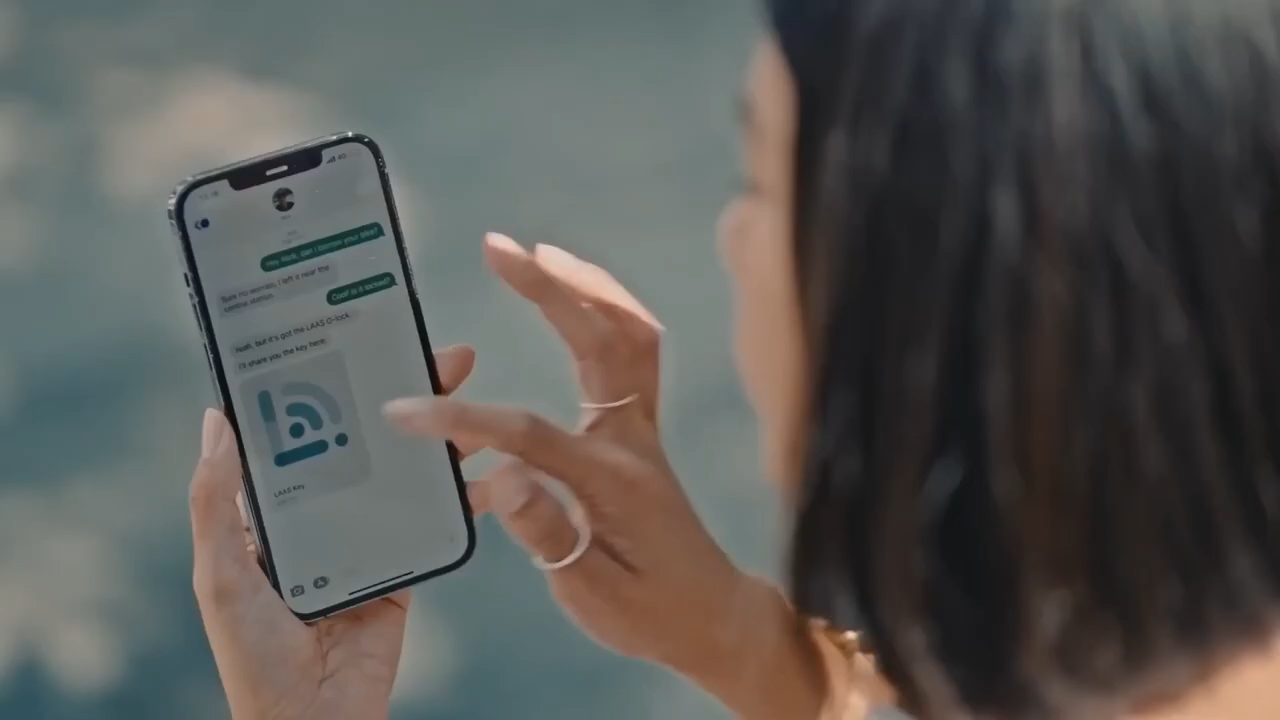 4G
Hey Nick, can I borrow your bike?
Sure no worries, I left it near the
central station.
Cool! Is it locked?
Yeah, but it's got the LAAS O-lock.
I'll share you the key here:
LAAS Key